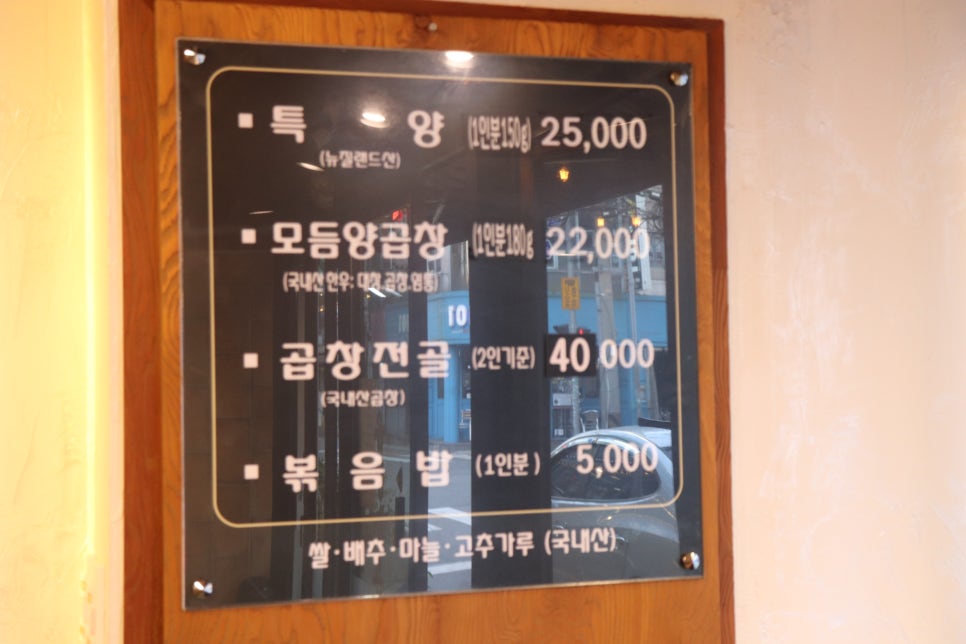 특 양 (1인분150g) 25,000
(뉴질랜드산)
모듬양곱창 (1인분180g 22,000
(국내산한우: 대창.곱창.염통)
곱창전골 (2인기준) 40,000
(국내산곱창)
볶음밥 (1인분) 5,000
쌀·배추·마늘·고추가루 (국내산)